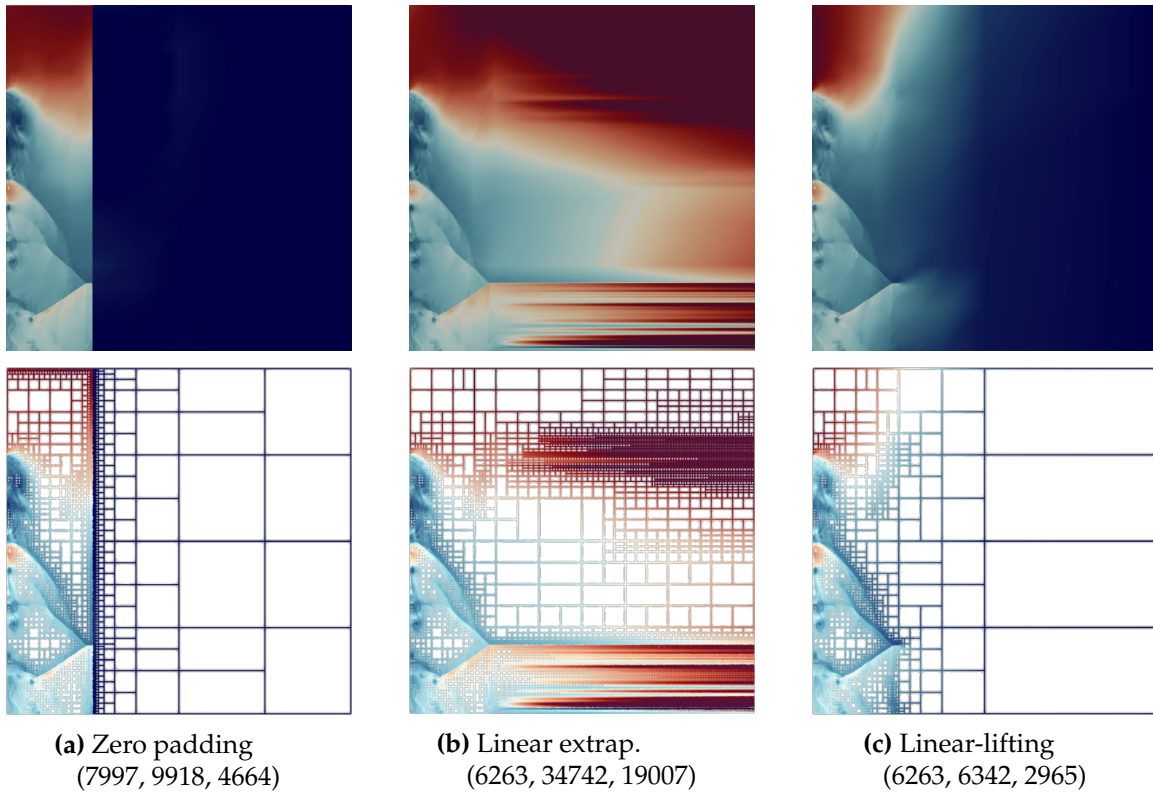 (a) Zero padding
(7997, 9918, 4664)
(b) Linear extrap.
(6263, 34742, 19007)
(c) Linear-lifting
(6263, 6342, 2965)